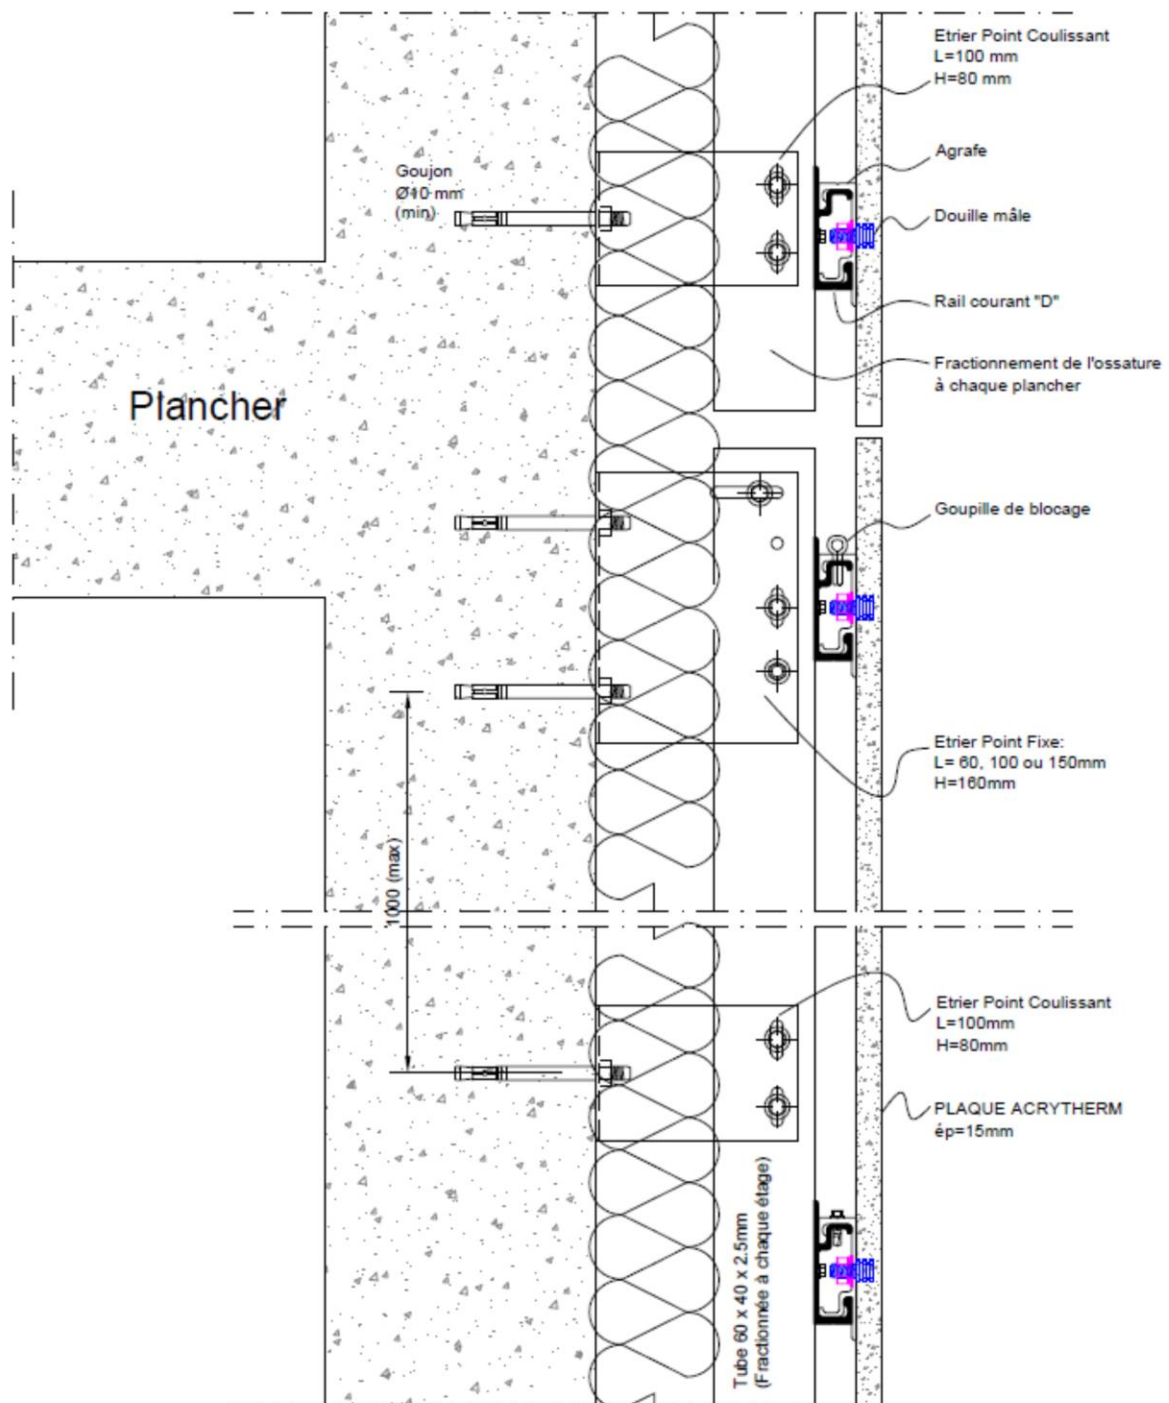 Etrier Point Coulissant
L=100 mm
H=80 mm
Agrafe
Goujon
Ø10 mm
(min)
Douille mâle
Rail courant "D"
Fractionnement de l'ossature
à chaque plancher
Plancher
Goupille de blocage
Etrier Point Fixe:
L= 60, 100 ou 150mm
H=160mm
1000 (max)
Etrier Point Coulissant
L=100mm
H=80mm
PLAQUE ACRYTHERM
ép=15mm
Tube 60 x 40 x 2.5mm
(Fractionnée à chaque étage)